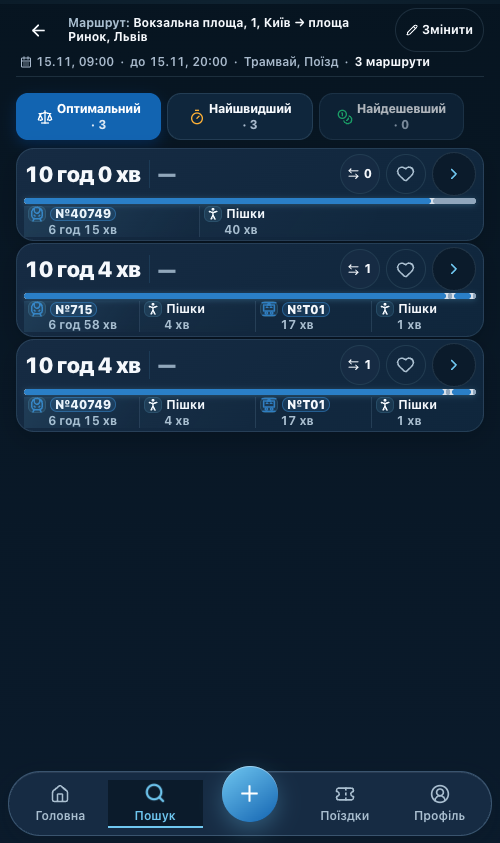 Маршрут: Вокзальна площа, 1, Київ → площа
Ринок, Львів
Змінити
15.11, 09:00 · до 15.11, 20:00 · Трамвай, Поїзд · 3 маршрути
Оптимальний
· 3
Найшвидший
· 3
Найдешевший
· 0
10 год 0 хв — 0
№40749 Пішки
6 год 15 хв 40 хв
10 год 4 хв — 1
№715 Пішки №Т01 Пішки
6 год 58 хв 4 хв 17 хв 1 хв
10 год 4 хв — 1
№40749 Пішки №Т01 Пішки
6 год 15 хв 4 хв 17 хв 1 хв
Головна Пошук Поїздки Профіль